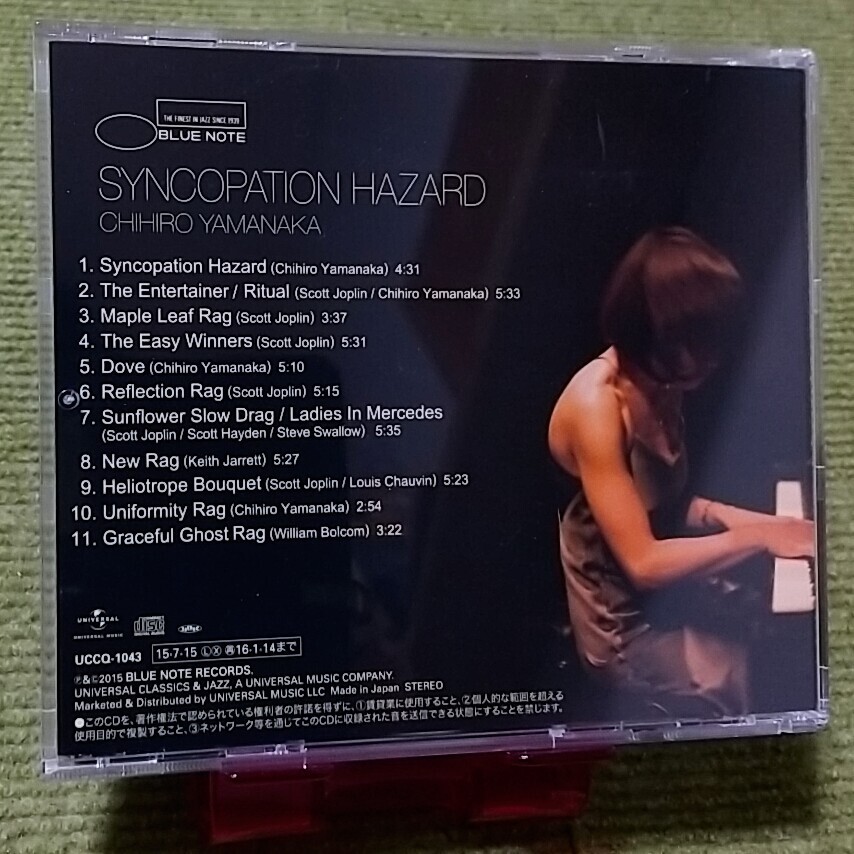 THE FINEST IN JAZZ SINCE 1939
BLUE NOTE
SYNCOPATION HAZARD
CHIHIRO YAMANAKA
1. Syncopation Hazard (Chihiro Yamanaka) 4:31
2. The Entertainer / Ritual (Scott Joplin / Chihiro Yamanaka) 5:33
3. Maple Leaf Rag (Scott Joplin) 3:37
4. The Easy Winners (Scott Joplin) 5:31
5. Dove (Chihiro Yamanaka) 5:10
6. Reflection Rag (Scott Joplin) 5:15
7. Sunflower Slow Drag / Ladies In Mercedes
(Scott Joplin / Scott Hayden / Steve Swallow) 5:35
8. New Rag (Keith Jarrett) 5:27
9. Heliotrope Bouquet (Scott Joplin / Louis Chauvin) 5:23
10. Uniformity Rag (Chihiro Yamanaka) 2:54
11. Graceful Ghost Rag (William Bolcom) 3:22
UNIVERSAL
UNIVERSAL MUSIC
COMPACT
disc
DIGITAL AUDIO
UCCQ-1043 15·7·15 Ⓛ Ⓧ ㊢16·1·14まで
℗&©2015 BLUE NOTE RECORDS.
UNIVERSAL CLASSICS & JAZZ, A UNIVERSAL MUSIC COMPANY.
Marketed & Distributed by UNIVERSAL MUSIC LLC Made in Japan STEREO
●このCDを、著作権法で認められている権利者の許諾を得ずに、①賃貸業に使用すること、②個人的な範囲を超える
使用目的で複製すること、③ネットワーク等を通じてこのCDに収録された音を送信できる状態にすることを禁じます。